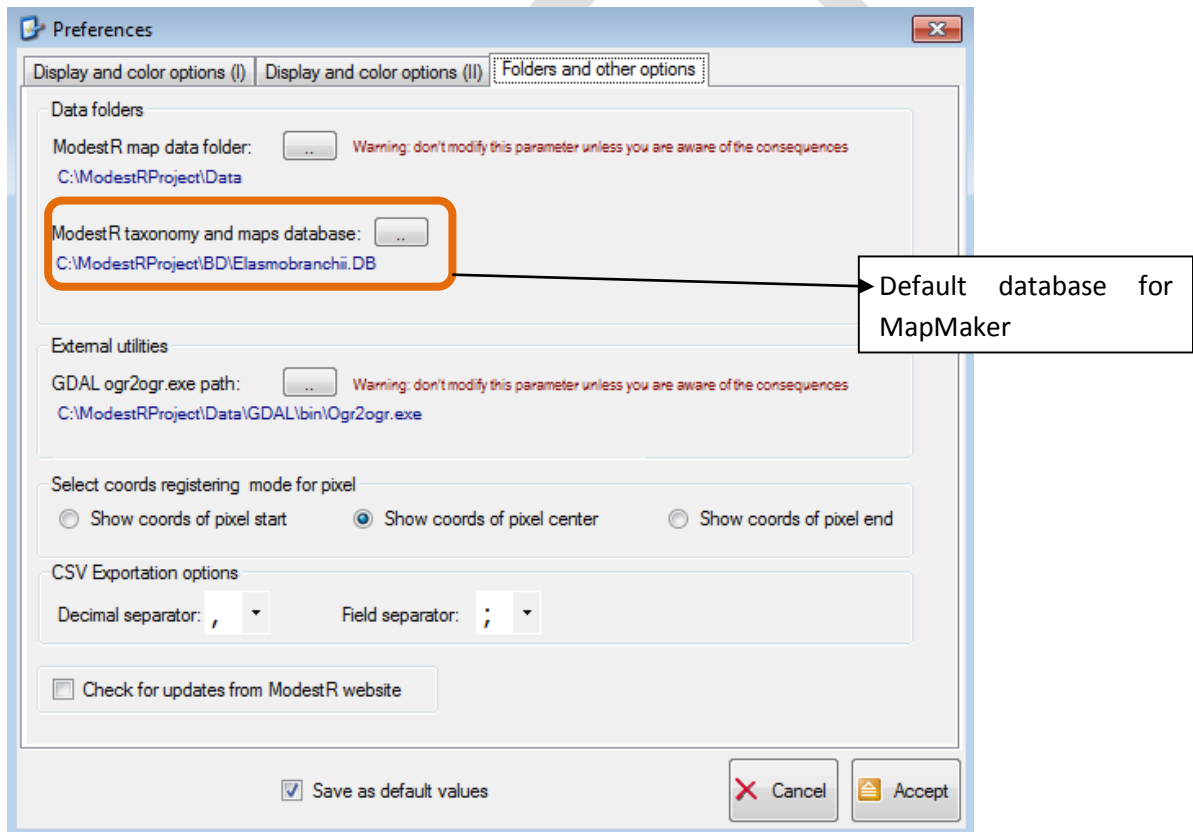 Preferences
Display and color options (I) Display and color options (II) Folders and other options
Data folders
ModestR map data folder: .. Warning: don't modify this parameter unless you are aware of the consequences
C:\ModestRProject\Data
ModestR taxonomy and maps database: ..
C:\ModestRProject\BD\Elasmobranchii.DB
Default database for
MapMaker
External utilities
GDAL ogr2ogr.exe path: .. Warning: don't modify this parameter unless you are aware of the consequences
C:\ModestRProject\Data\GDAL\bin\Ogr2ogr.exe
Select coords registering mode for pixel
Show coords of pixel start Show coords of pixel center Show coords of pixel end
CSV Exportation options
Decimal separator: , Field separator: ;
Check for updates from ModestR website
Save as default values Cancel Accept